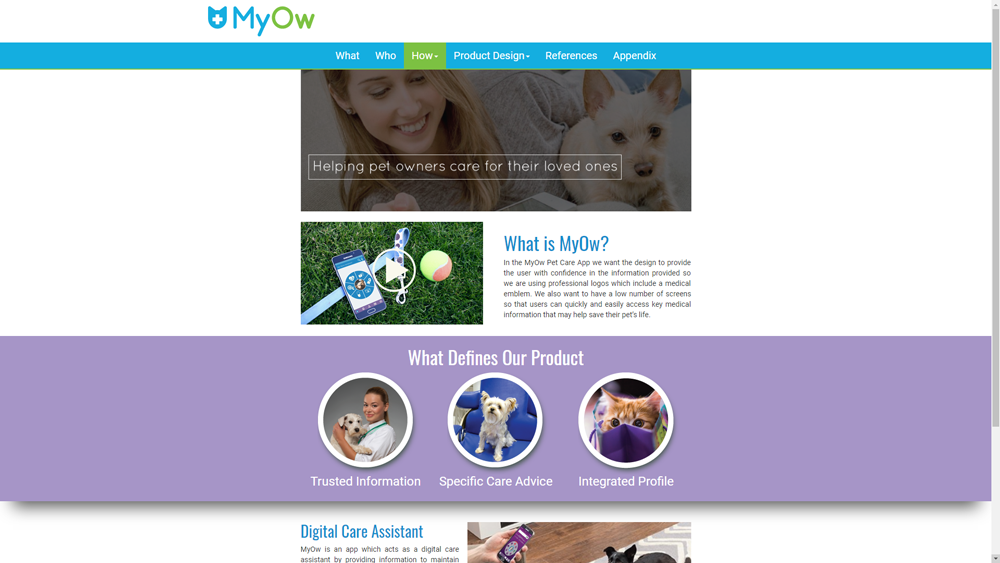 MyOw
What Who How Product Design References Appendix
Helping pet owners care for their loved ones
What is MyOw?
In the MyOw Pet Care App we want the design to provide
the user with confidence in the information provided so
we are using professional logos which include a medical
emblem. We also want to have a low number of screens
so that users can quickly and easily access key medical
information that may help save their pet's life.
What Defines Our Product
Trusted Information Specific Care Advice Integrated Profile
Digital Care Assistant
MyOw is an app which acts as a digital care
assistant by providing information to maintain